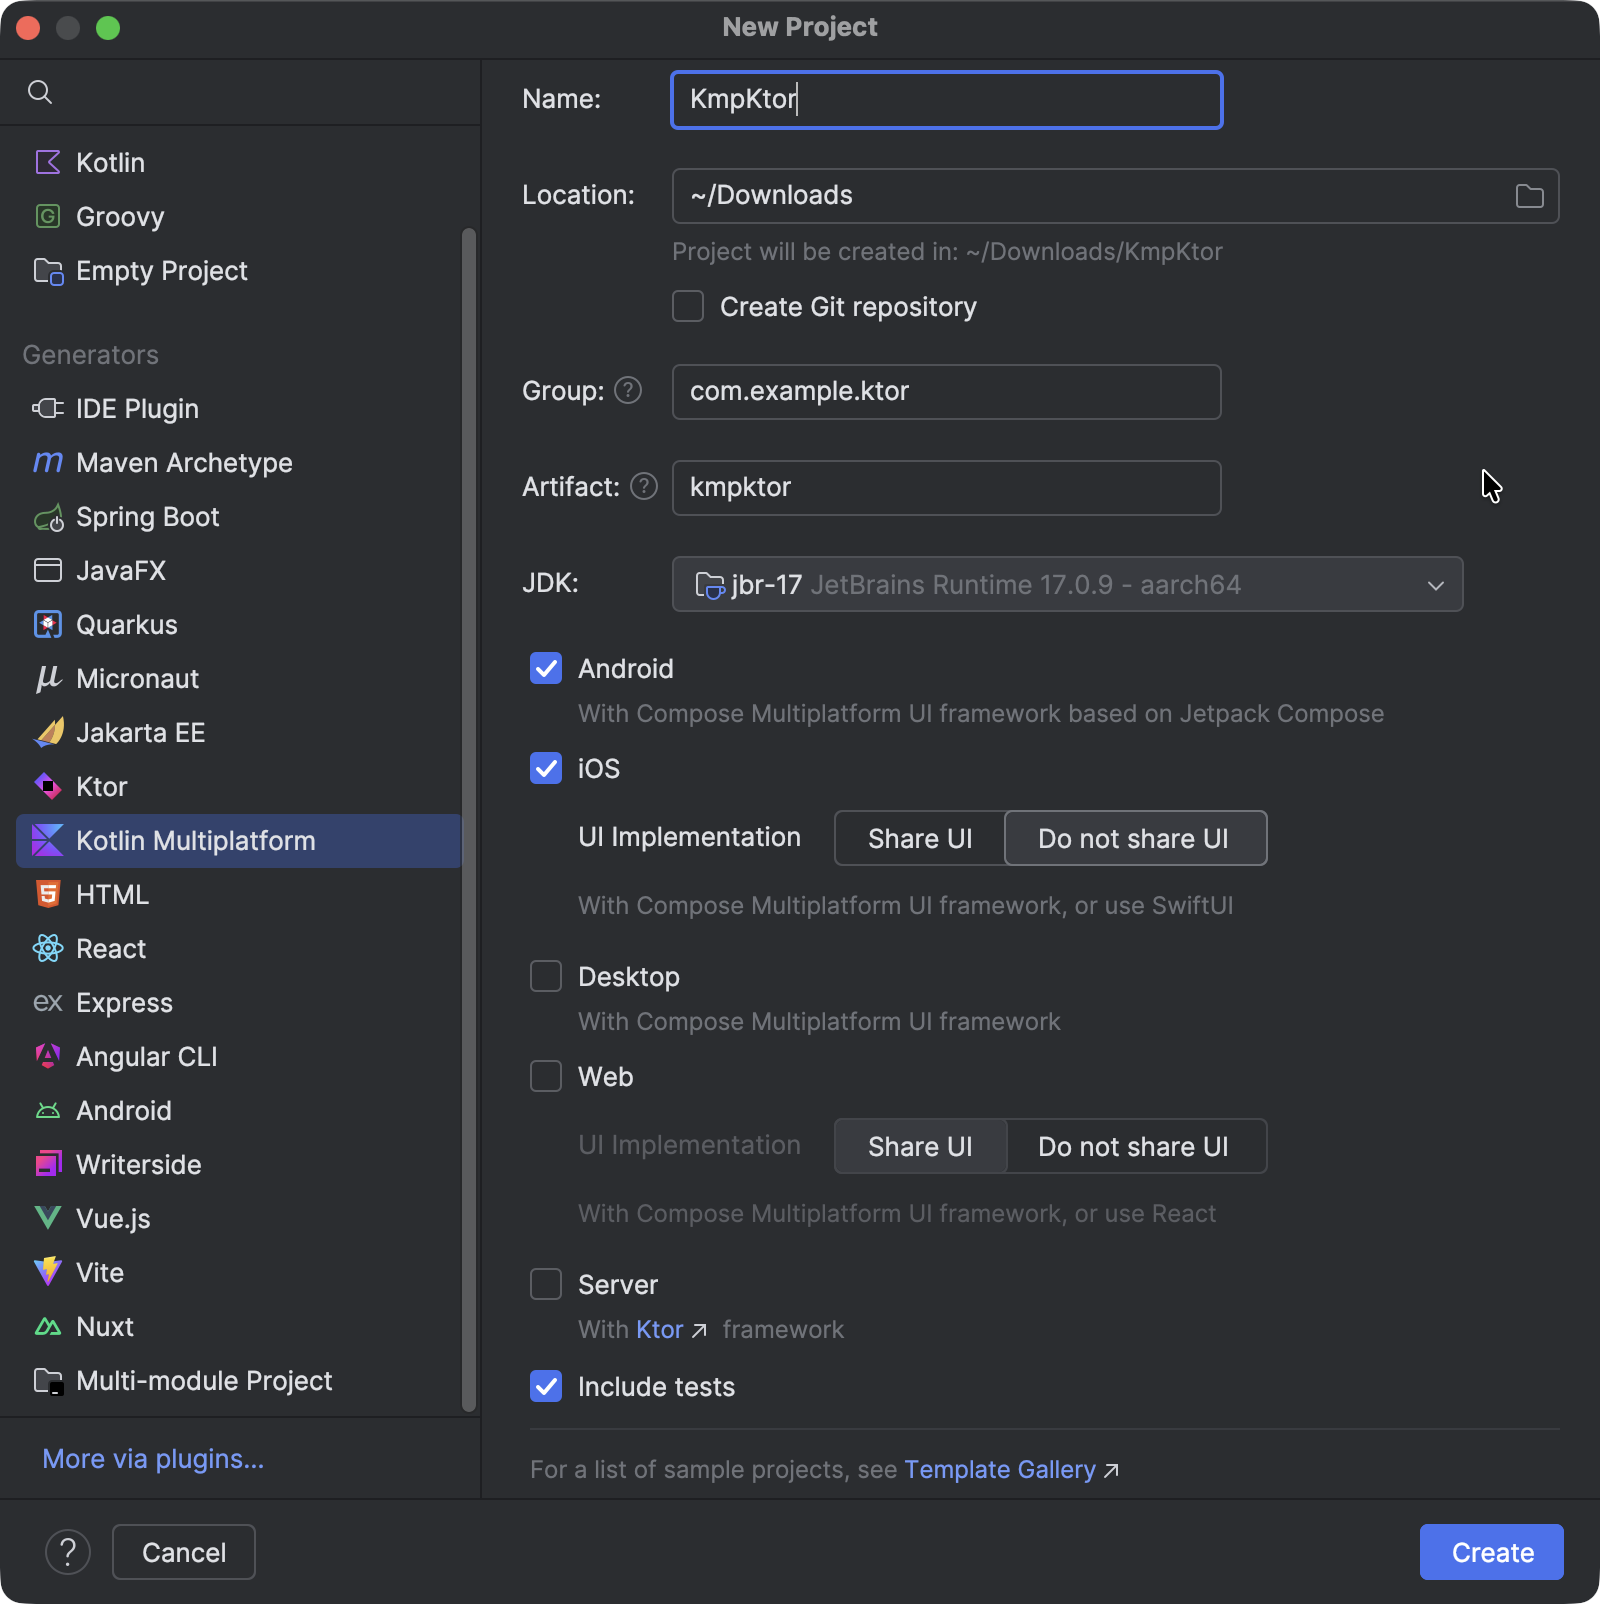 New Project
Kotlin
Groovy
Empty Project
Generators
IDE Plugin
Maven Archetype
Spring Boot
JavaFX
Quarkus
Micronaut
Jakarta EE
Ktor
Kotlin Multiplatform
HTML
React
Express
Angular CLI
Android
Writerside
Vue.js
Vite
Nuxt
Multi-module Project
More via plugins...
Name: KmpKtor
Location: ~/Downloads
Project will be created in: ~/Downloads/KmpKtor
Create Git repository
Group: ? com.example.ktor
Artifact: ? kmpktor
JDK: jbr-17 JetBrains Runtime 17.0.9 - aarch64
Android
With Compose Multiplatform UI framework based on Jetpack Compose
iOS
UI Implementation Share UI Do not share UI
With Compose Multiplatform UI framework, or use SwiftUI
Desktop
With Compose Multiplatform UI framework
Web
UI Implementation Share UI Do not share UI
With Compose Multiplatform UI framework, or use React
Server
With Ktor ↗ framework
Include tests
For a list of sample projects, see Template Gallery ↗
? Cancel Create